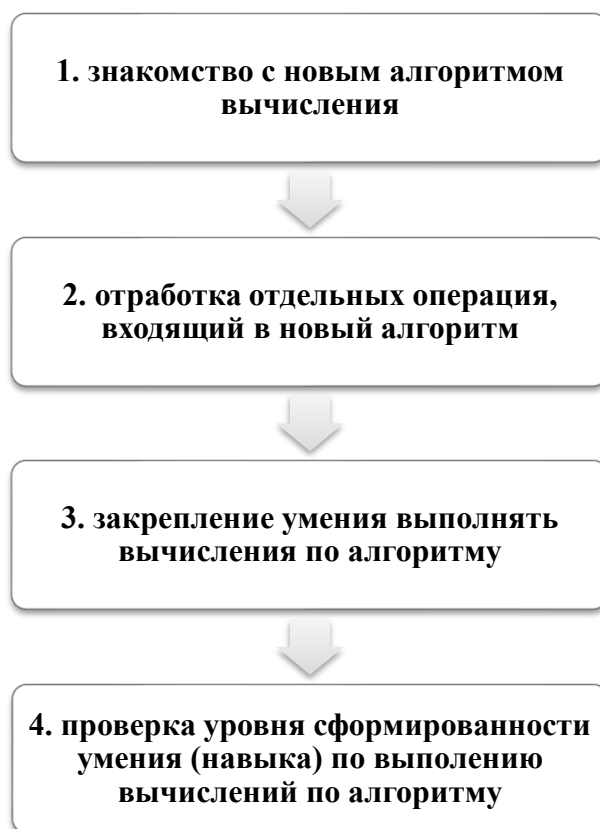 1. знакомство с новым алгоритмом
вычисления
2. отработка отдельных операция,
входящий в новый алгоритм
3. закрепление умения выполнять
вычисления по алгоритму
4. проверка уровня сформированности
умения (навыка) по выполению
вычислений по алгоритму